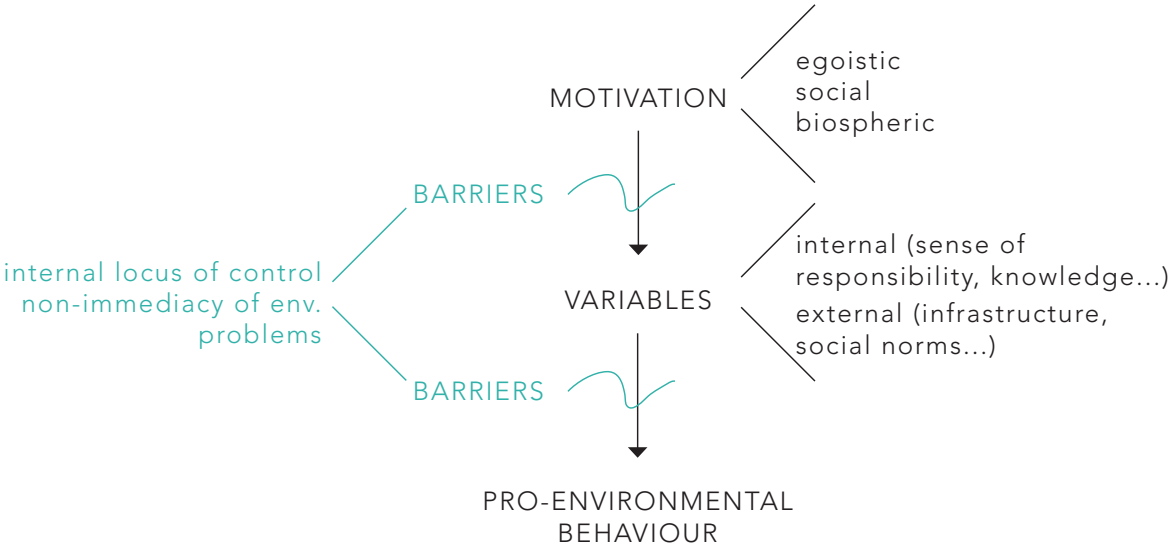 egoistic
social
biospheric
MOTIVATION
BARRIERS
internal locus of control
non-immediacy of env.
problems
internal (sense of
responsibility, knowledge...)
external (infrastructure,
social norms...)
VARIABLES
BARRIERS
PRO-ENVIRONMENTAL
BEHAVIOUR